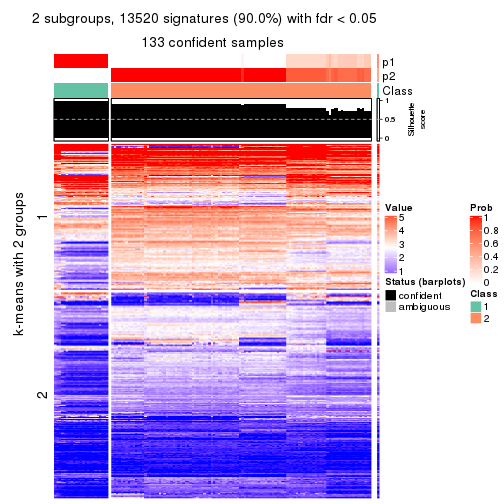 2 subgroups, 13520 signatures (90.0%) with fdr < 0.05
133 confident samples
p1
p2
Class
1
0.5
0
Silhouette
score
k-means with 2 groups
1
2
Value
5
4
3
2
1
Status (barplots)
confident
ambiguous
Prob
1
0.8
0.6
0.4
0.2
0
Class
1
2